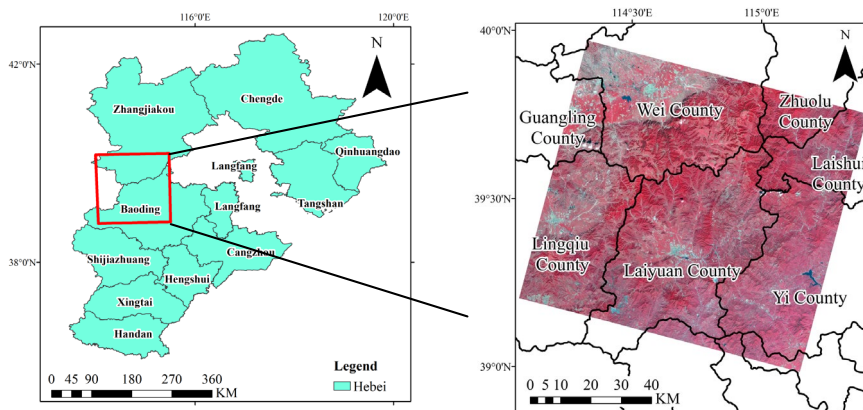 116°0'E
120°0'E
42°0'N
38°0'N
N
Zhangjiakou
Chengde
Qinhuangdao
Langfang
Tangshan
Langfang
Baoding
Cangzhou
Shijiazhuang
Hengshui
Xingtai
Handan
Legend
Hebei
0 45 90 180 270 360
KM
114°30'E
115°0'E
40°0'N
39°30'N
39°0'N
N
Wei County
Zhuolu
County
Guangling
County
Laishui
County
Lingqiu
County
Laiyuan County
Yi County
0 5 10 20 30 40
KM